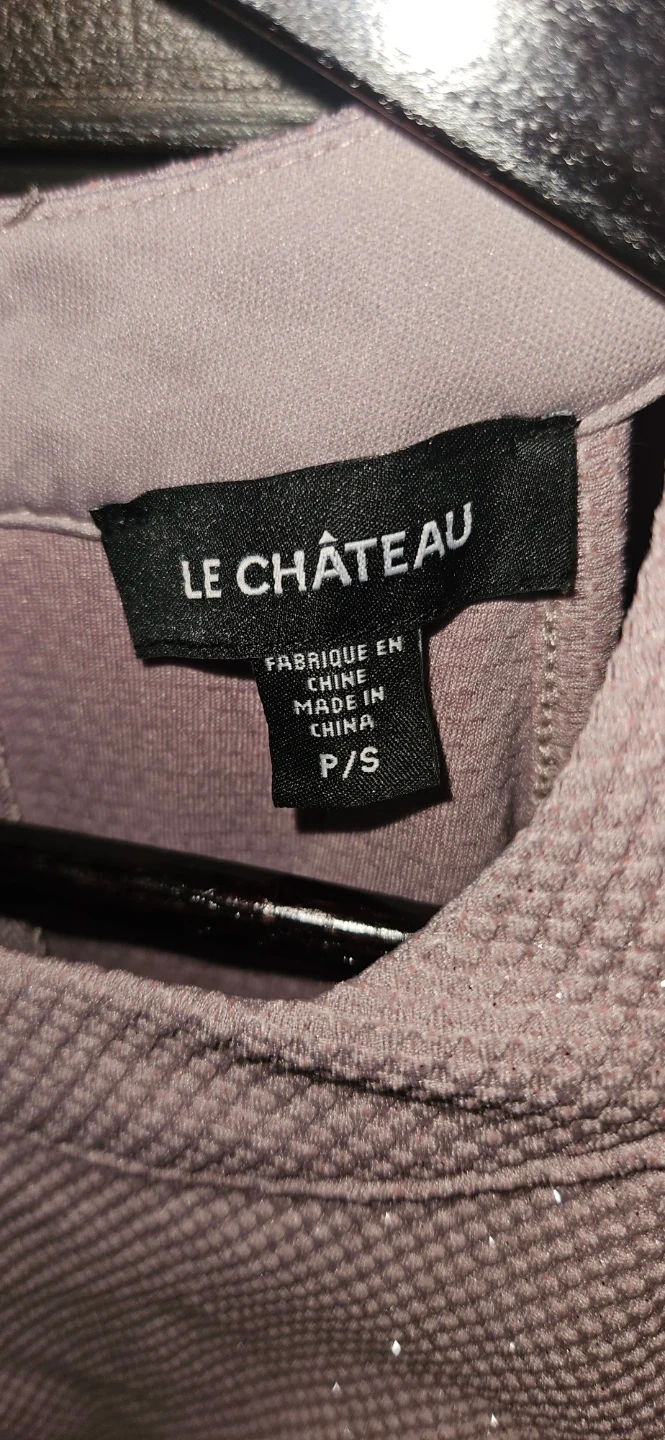 LE CHÂTEAU
FABRIQUE EN
CHINE
MADE IN
CHINA
P/S